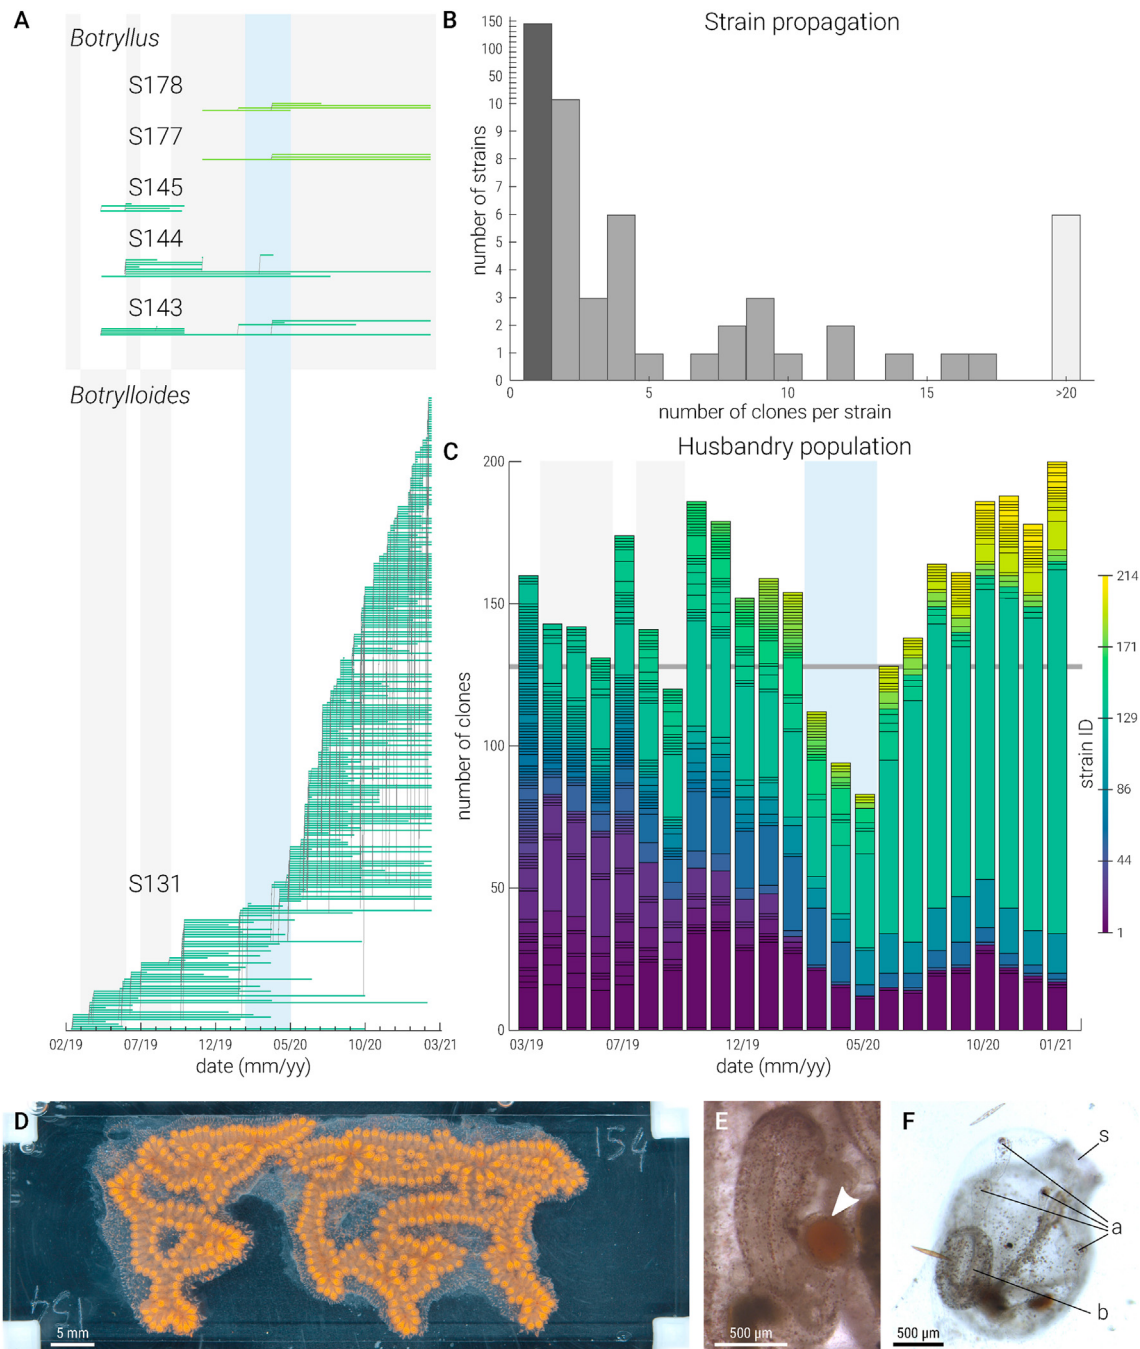 A
Botryllus
S178
S177
S145
S144
S143
Botrylloides
S131
02/19 07/19 12/19 05/20 10/20 03/21
date (mm/yy)
B
Strain propagation
150
100
50
10
9
8
7
6
5
4
3
2
1
0
number of strains
0 5 10 15 >20
number of clones per strain
C
Husbandry population
200
150
100
50
0
number of clones
03/19 07/19 12/19 05/20 10/20 01/21
date (mm/yy)
214
171
129
86
44
1
strain ID
D
154
154
5 mm
E
500 µm
F
s
a
b
500 µm